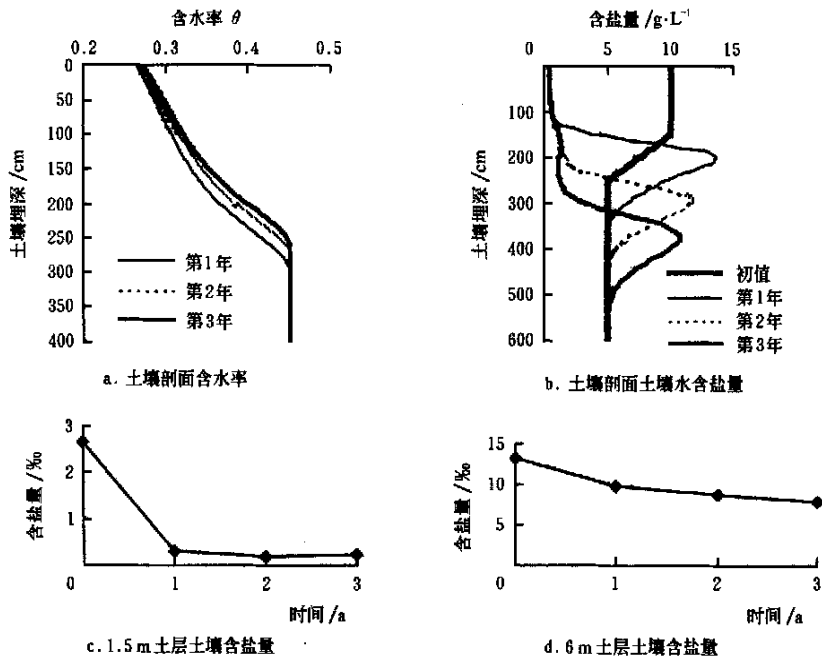 含水率 θ
0.2 0.3 0.4 0.5
0
50
100
150
200
250
300
350
400
土壤埋深/cm
第1年
第2年
第3年
a. 土壤剖面含水率
含盐量/g·L⁻¹
0 5 10 15
100
200
300
400
500
600
土壤埋深/cm
初值
第1年
第2年
第3年
b. 土壤剖面土壤水含盐量
3
2
1
0 1 2 3
含盐量/‰
时间/a
c. 1.5m土层土壤含盐量
15
10
5
0 1 2 3
含盐量/‰
时间/a
d. 6m土层土壤含盐量